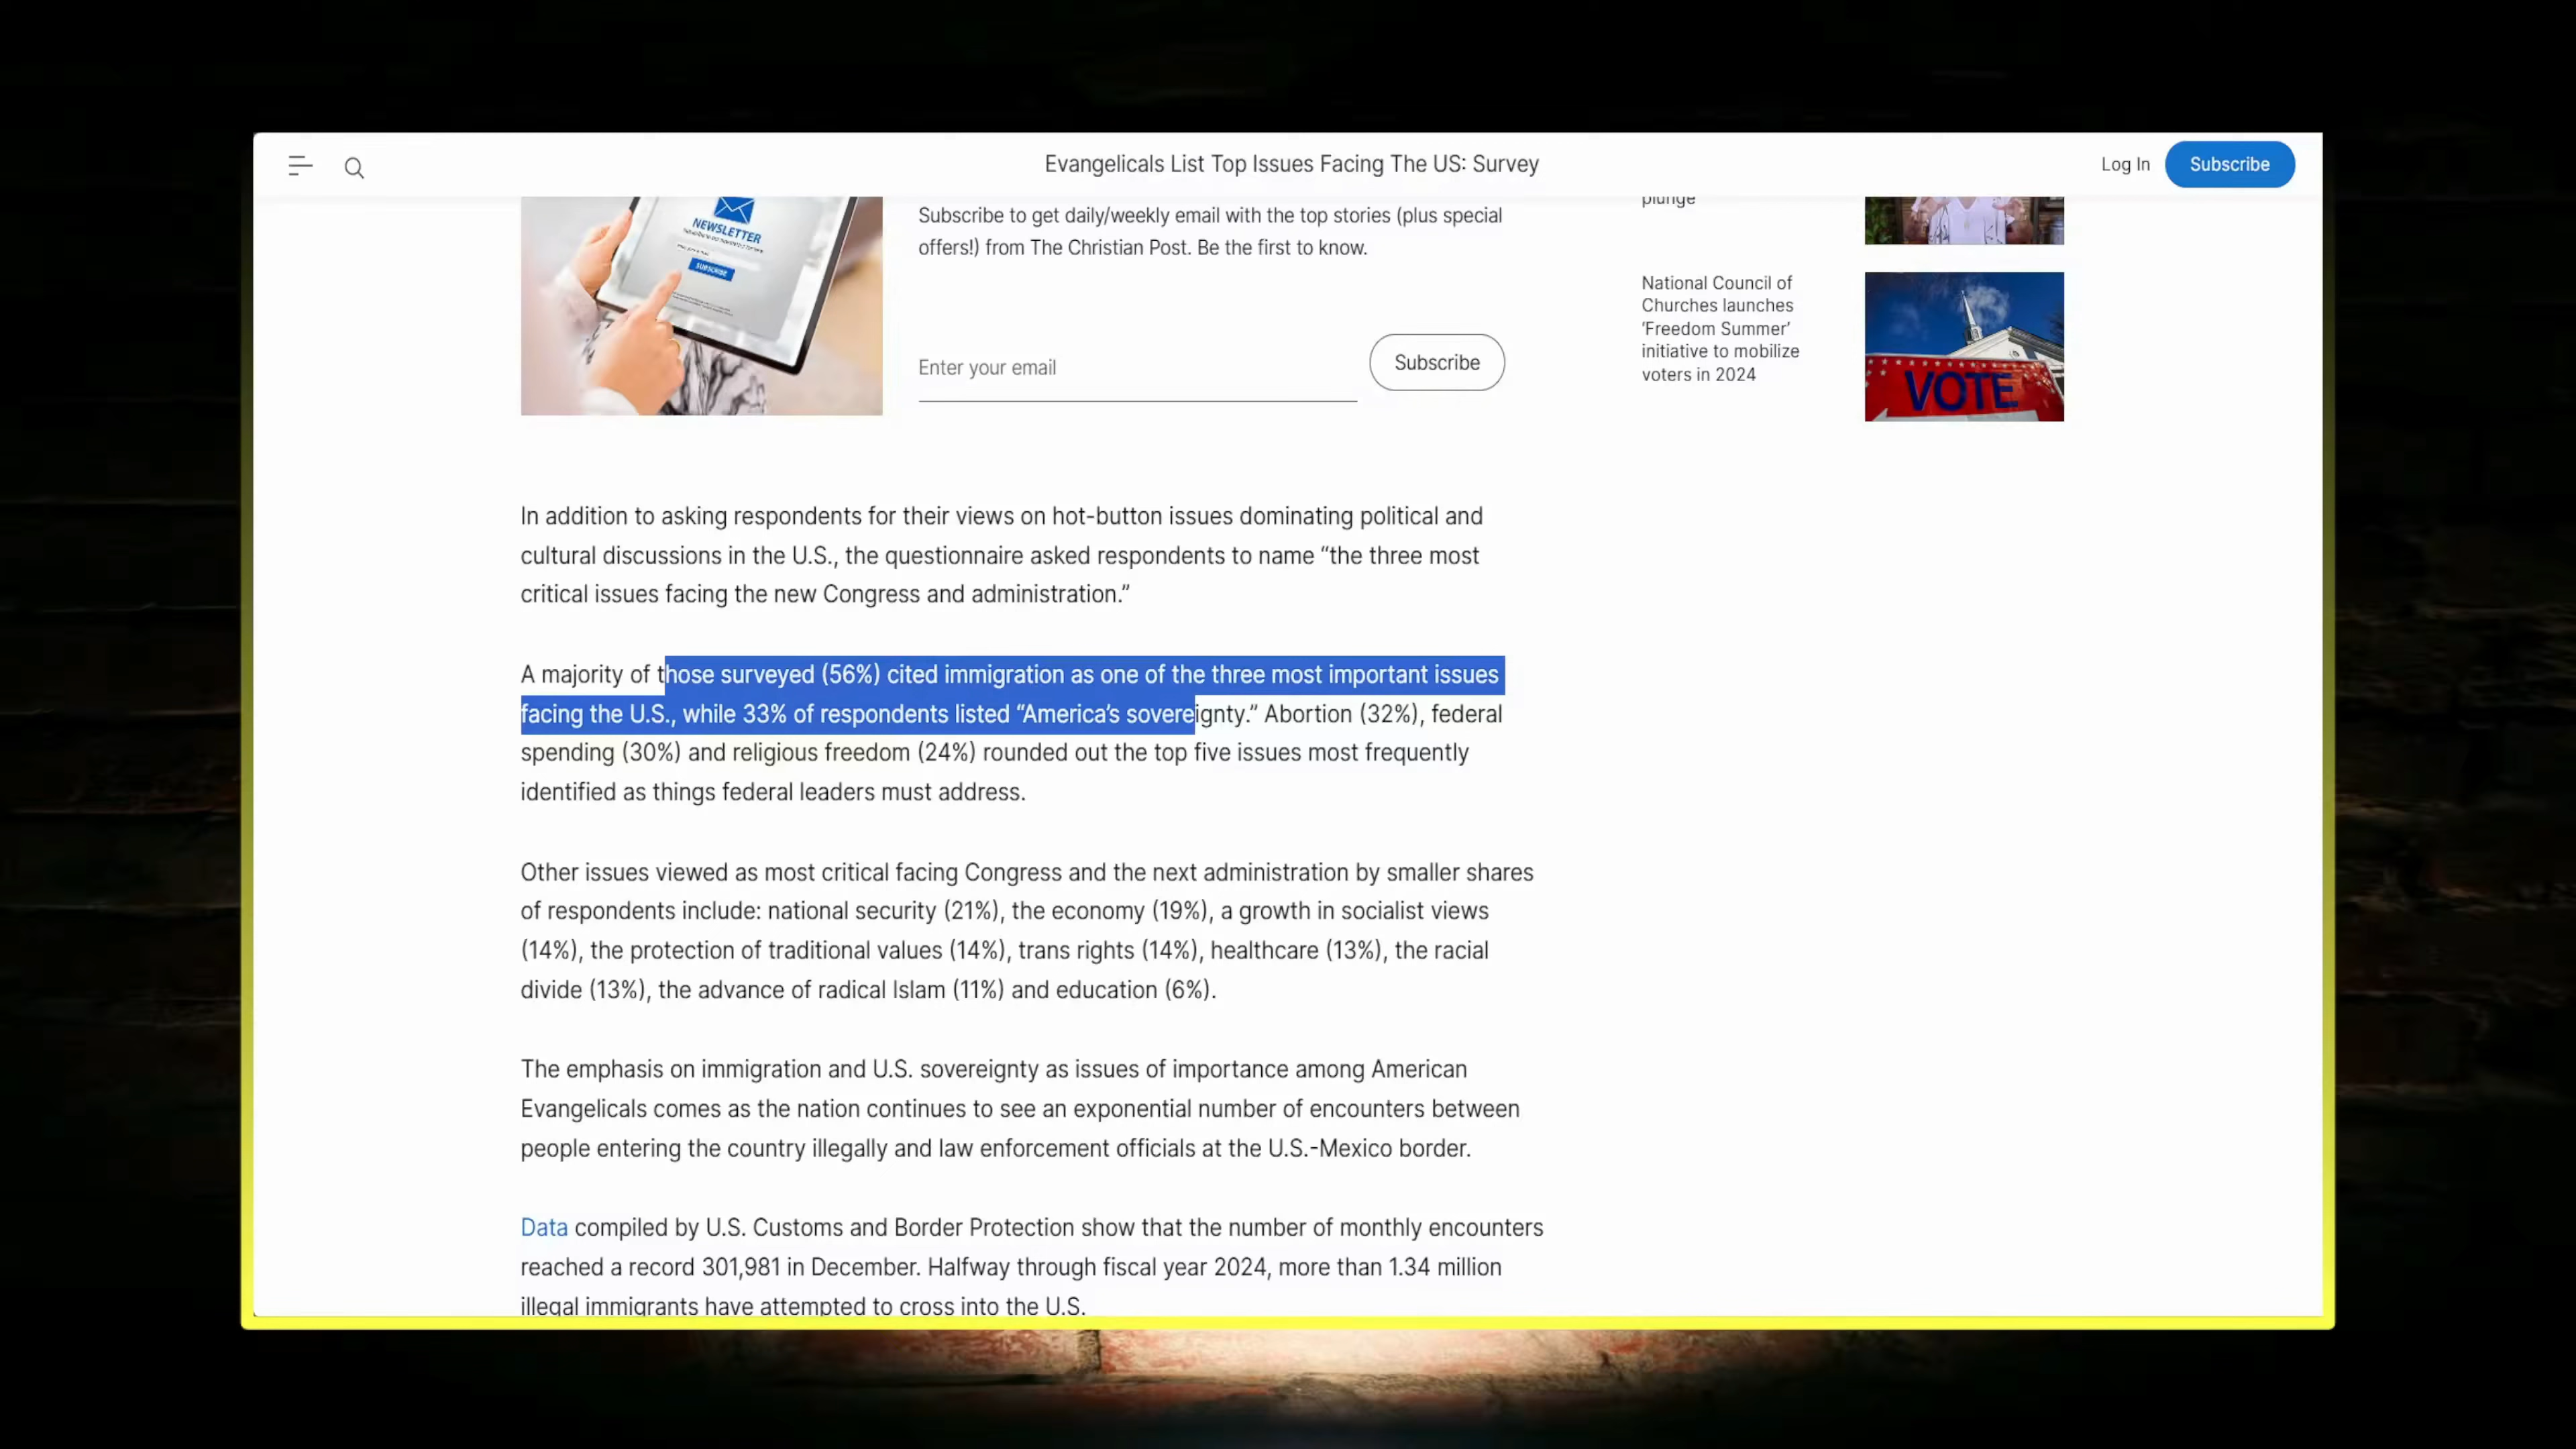 Evangelicals List Top Issues Facing The US: Survey
Log In
Subscribe
NEWSLETTER
SUBSCRIBE
Subscribe to get daily/weekly email with the top stories (plus special
offers!) from The Christian Post. Be the first to know.
Enter your email
Subscribe
plunge
National Council of
Churches launches
‘Freedom Summer’
initiative to mobilize
voters in 2024
VOTE
In addition to asking respondents for their views on hot-button issues dominating political and
cultural discussions in the U.S., the questionnaire asked respondents to name “the three most
critical issues facing the new Congress and administration.”
A majority of those surveyed (56%) cited immigration as one of the three most important issues
facing the U.S., while 33% of respondents listed “America’s sovereignty.” Abortion (32%), federal
spending (30%) and religious freedom (24%) rounded out the top five issues most frequently
identified as things federal leaders must address.
Other issues viewed as most critical facing Congress and the next administration by smaller shares
of respondents include: national security (21%), the economy (19%), a growth in socialist views
(14%), the protection of traditional values (14%), trans rights (14%), healthcare (13%), the racial
divide (13%), the advance of radical Islam (11%) and education (6%).
The emphasis on immigration and U.S. sovereignty as issues of importance among American
Evangelicals comes as the nation continues to see an exponential number of encounters between
people entering the country illegally and law enforcement officials at the U.S.-Mexico border.
Data compiled by U.S. Customs and Border Protection show that the number of monthly encounters
reached a record 301,981 in December. Halfway through fiscal year 2024, more than 1.34 million
illegal immigrants have attempted to cross into the U.S.